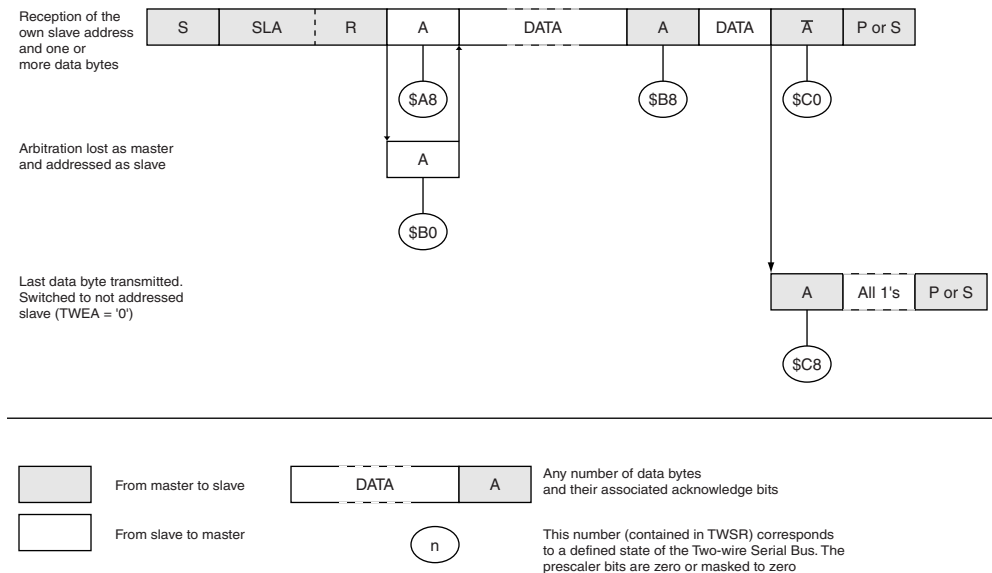 Reception of the
own slave address
and one or
more data bytes
S SLA R A DATA A DATA A̅ P or S
$A8 $B8 $C0
Arbitration lost as master
and addressed as slave
A
$B0
Last data byte transmitted.
Switched to not addressed
slave (TWEA = '0')
A All 1's P or S
$C8
From master to slave
DATA A
Any number of data bytes
and their associated acknowledge bits
From slave to master
n
This number (contained in TWSR) corresponds
to a defined state of the Two-wire Serial Bus. The
prescaler bits are zero or masked to zero